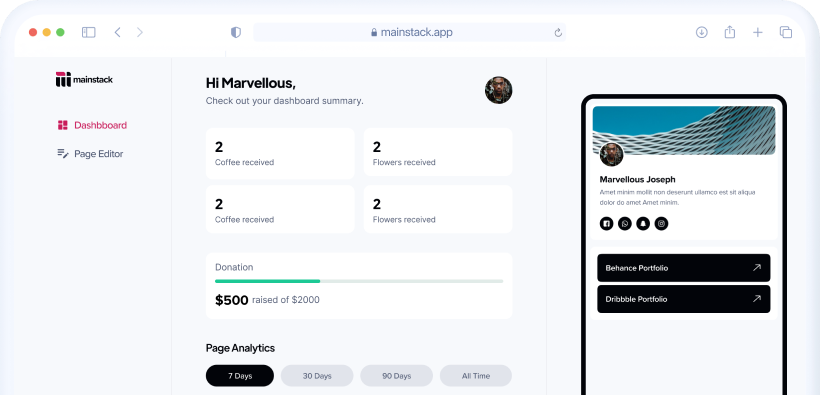 mainstack.app
mainstack
Dashbboard
Page Editor
Hi Marvellous,
Check out your dashboard summary.
2
Coffee received
2
Flowers received
2
Coffee received
2
Flowers received
Donation
$500 raised of $2000
Page Analytics
7 Days
30 Days
90 Days
All Time
Marvellous Joseph
Amet minim mollit non deserunt ullamco est sit aliqua
dolor do amet Amet minim.
Behance Portfolio
Dribbble Portfolio